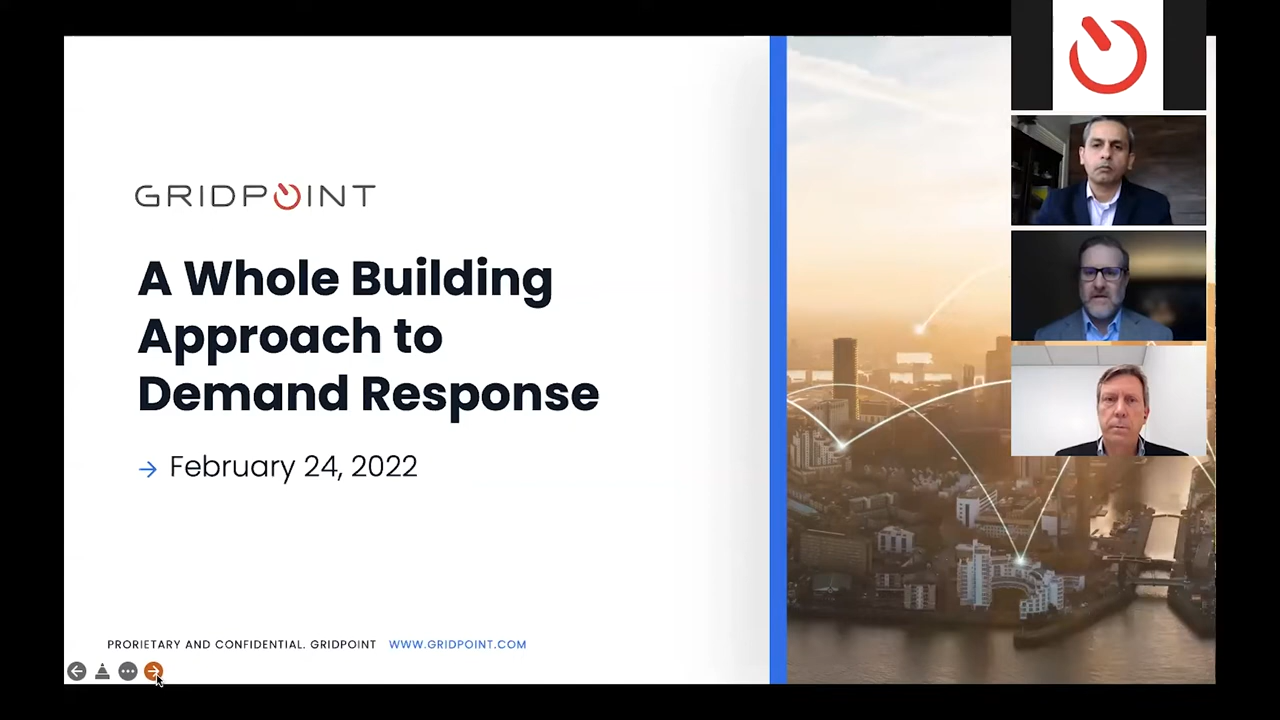 GRIDPOINT
A Whole Building
Approach to
Demand Response
→ February 24, 2022
PRORIETARY AND CONFIDENTIAL. GRIDPOINT WWW.GRIDPOINT.COM